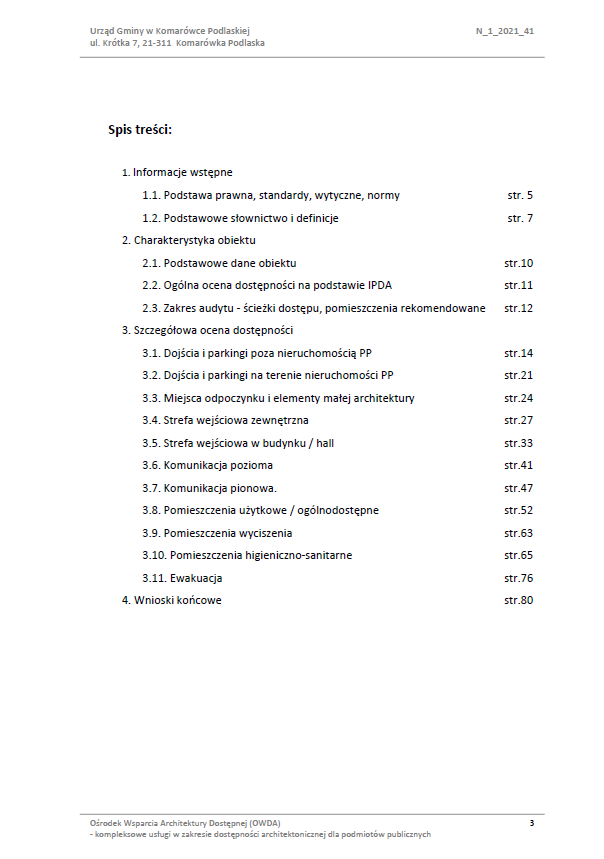 Urząd Gminy w Komarówce Podlaskiej N_1_2021_41
ul. Krótka 7, 21-311 Komarówka Podlaska
Spis treści:
1. Informacje wstępne
1.1. Podstawa prawna, standardy, wytyczne, normy str. 5
1.2. Podstawowe słownictwo i definicje str. 7
2. Charakterystyka obiektu
2.1. Podstawowe dane obiektu str.10
2.2. Ogólna ocena dostępności na podstawie IPDA str.11
2.3. Zakres audytu - ścieżki dostępu, pomieszczenia rekomendowane str.12
3. Szczegółowa ocena dostępności
3.1. Dojścia i parkingi poza nieruchomością PP str.14
3.2. Dojścia i parkingi na terenie nieruchomości PP str.21
3.3. Miejsca odpoczynku i elementy małej architektury str.24
3.4. Strefa wejściowa zewnętrzna str.27
3.5. Strefa wejściowa w budynku / hall str.33
3.6. Komunikacja pozioma str.41
3.7. Komunikacja pionowa. str.47
3.8. Pomieszczenia użytkowe / ogólnodostępne str.52
3.9. Pomieszczenia wyciszenia str.63
3.10. Pomieszczenia higieniczno-sanitarne str.65
3.11. Ewakuacja str.76
4. Wnioski końcowe str.80
Ośrodek Wsparcia Architektury Dostępnej (OWDA) 3
- kompleksowe usługi w zakresie dostępności architektonicznej dla podmiotów publicznych